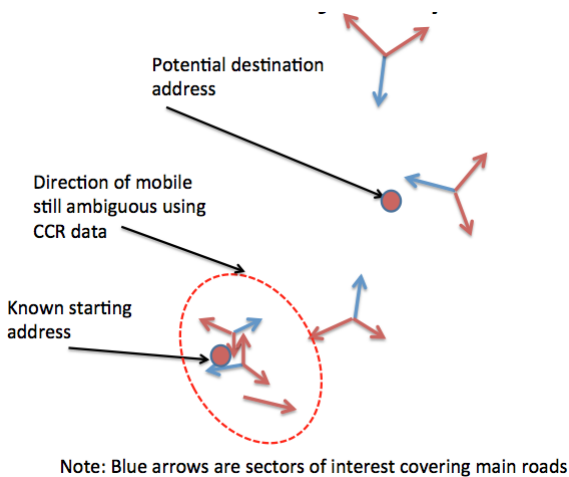 Potential destination
address
Direction of mobile
still ambiguous using
CCR data
Known starting
address
Note: Blue arrows are sectors of interest covering main roads